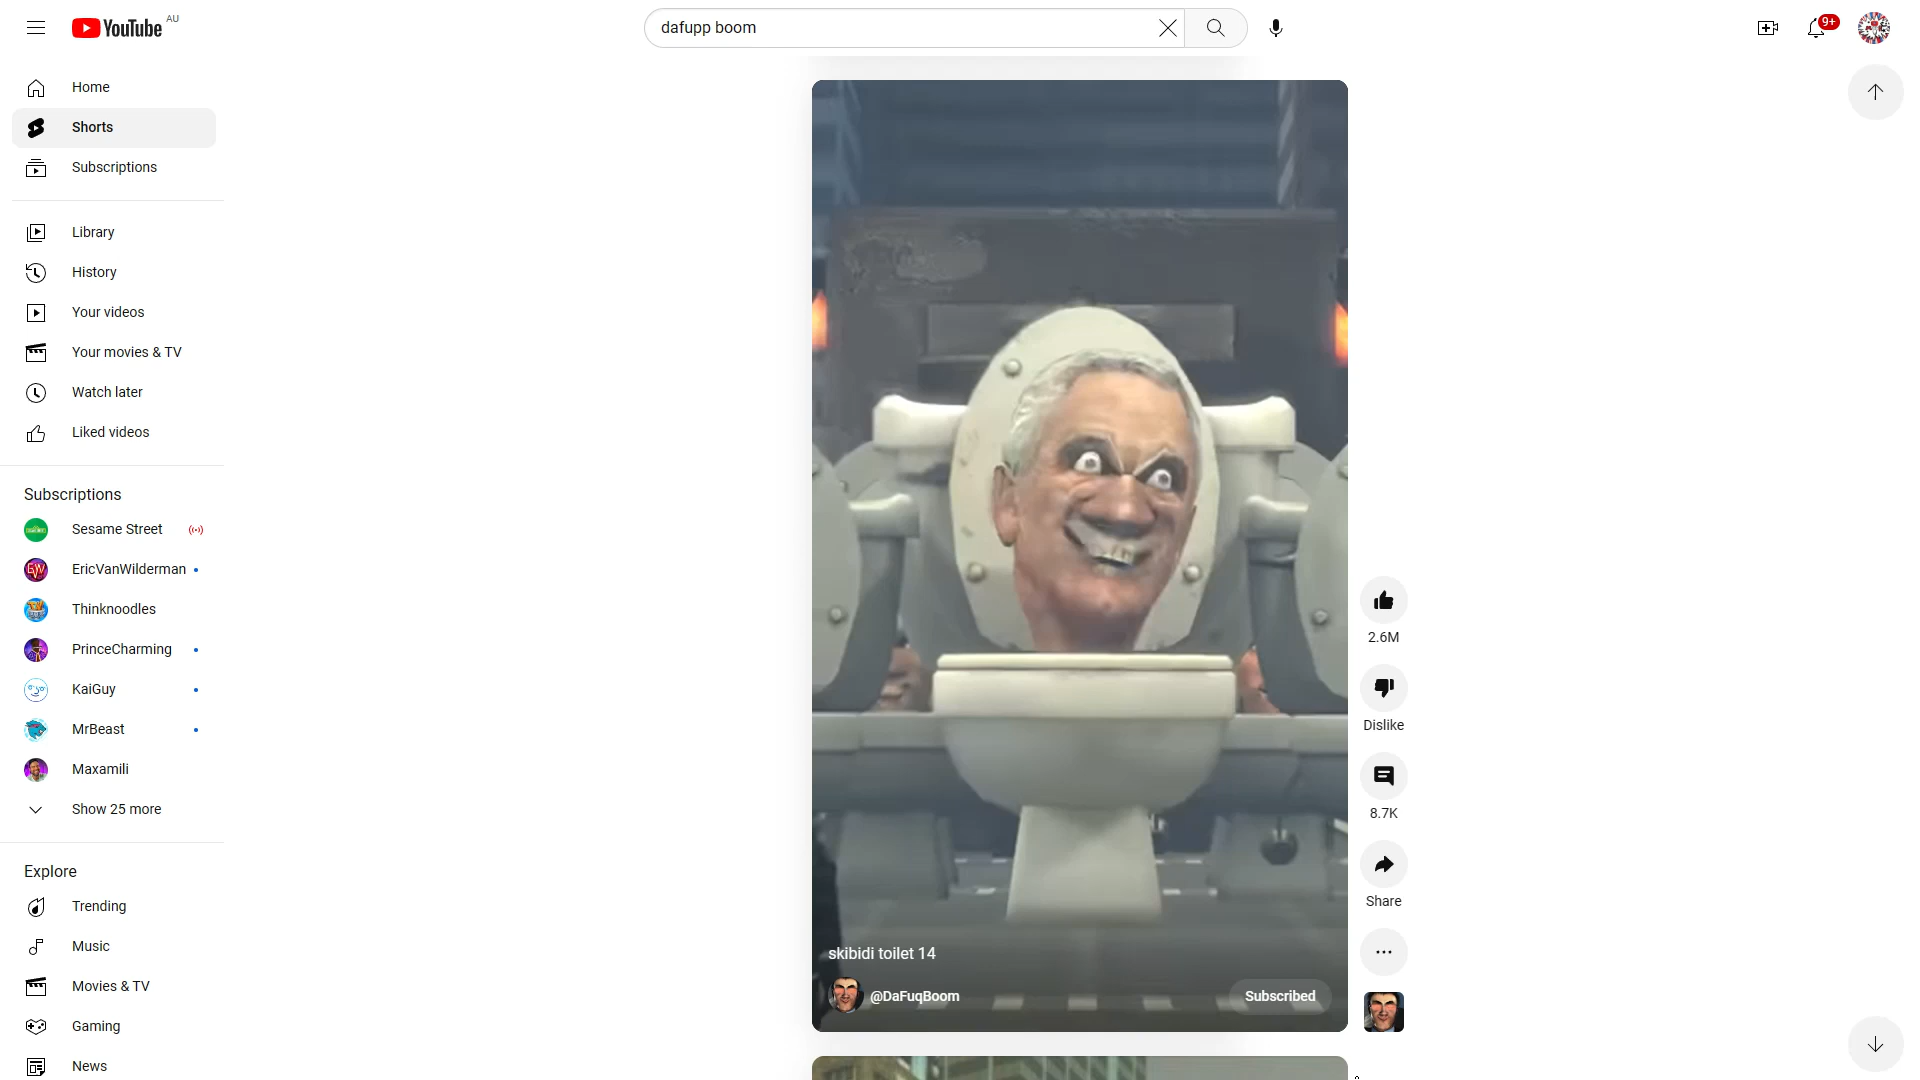 YouTube AU
dafupp boom
9+
Home
Shorts
Subscriptions
Library
History
Your videos
Your movies & TV
Watch later
Liked videos
Subscriptions
Sesame Street
EricVanWilderman
Thinknoodles
PrinceCharming
KaiGuy
MrBeast
Maxamili
Show 25 more
Explore
Trending
Music
Movies & TV
Gaming
News
skibidi toilet 14
@DaFuqBoom
Subscribed
2.6M
Dislike
8.7K
Share